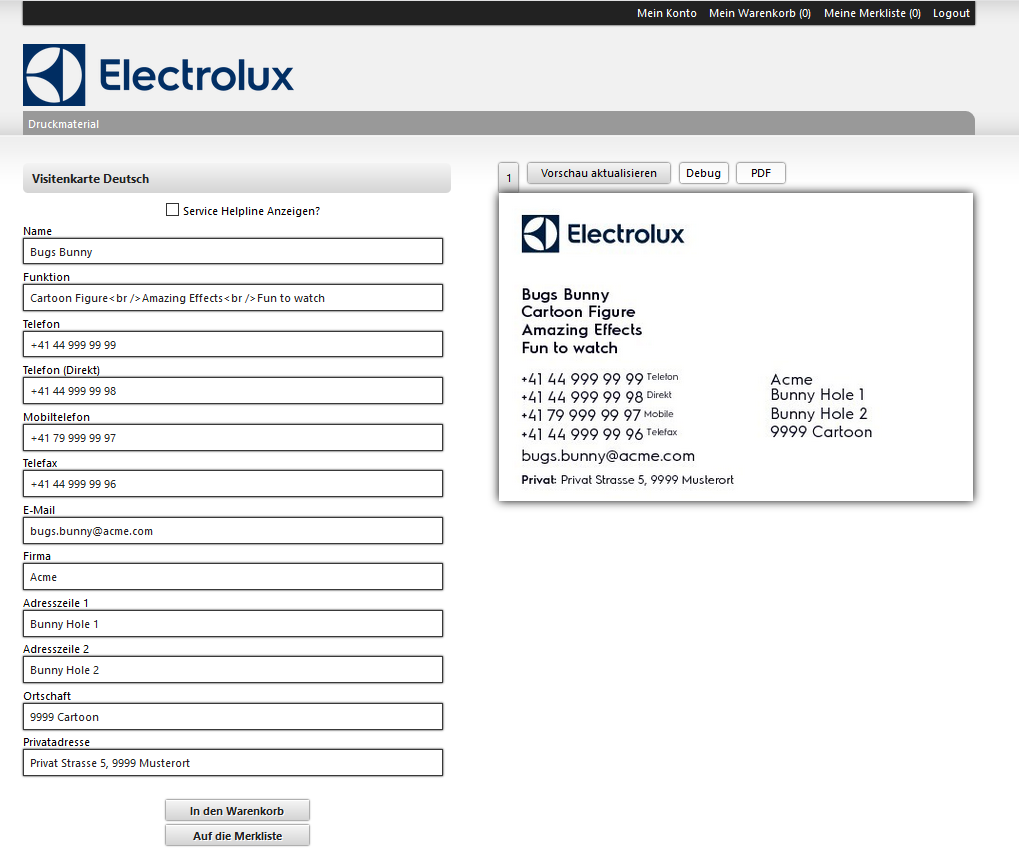 Mein Konto Mein Warenkorb (0) Meine Merkliste (0) Logout
Electrolux
Druckmaterial
Visitenkarte Deutsch
Service Helpline Anzeigen?
Name
Bugs Bunny
Funktion
Cartoon Figure<br />Amazing Effects<br />Fun to watch
Telefon
+41 44 999 99 99
Telefon (Direkt)
+41 44 999 99 98
Mobiltelefon
+41 79 999 99 97
Telefax
+41 44 999 99 96
E-Mail
bugs.bunny@acme.com
Firma
Acme
Adresszeile 1
Bunny Hole 1
Adresszeile 2
Bunny Hole 2
Ortschaft
9999 Cartoon
Privatadresse
Privat Strasse 5, 9999 Musterort
In den Warenkorb
Auf die Merkliste
1 Vorschau aktualisieren Debug PDF
Electrolux
Bugs Bunny
Cartoon Figure
Amazing Effects
Fun to watch
+41 44 999 99 99 Telefon
+41 44 999 99 98 Direkt
+41 79 999 99 97 Mobile
+41 44 999 99 96 Telefax
bugs.bunny@acme.com
Privat: Privat Strasse 5, 9999 Musterort
Acme
Bunny Hole 1
Bunny Hole 2
9999 Cartoon